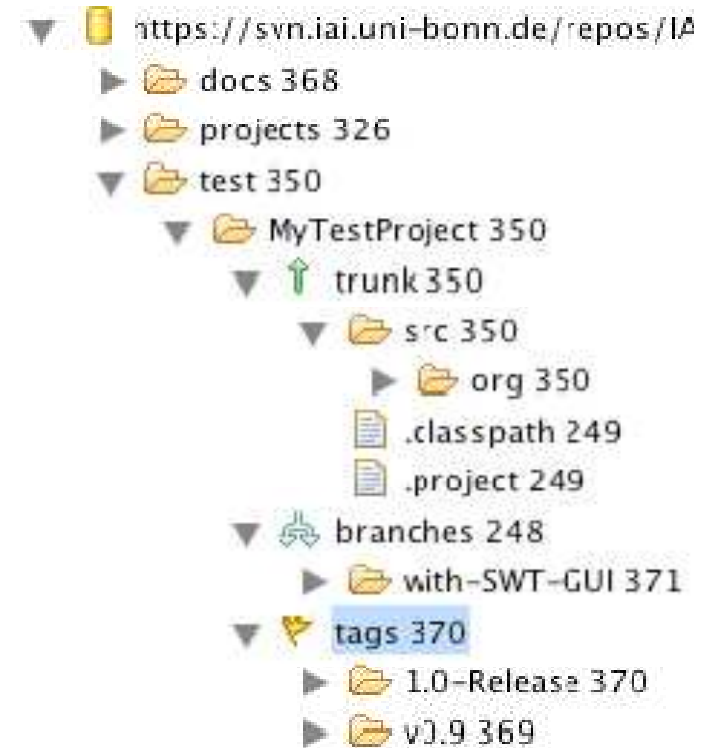 https://svn.iai.uni-bonn.de/repos/IA
docs 368
projects 326
test 350
MyTestProject 350
trunk 350
src 350
org 350
.classpath 249
.project 249
branches 248
with-SWT-GUI 371
tags 370
1.0-Release 370
v0.9 369